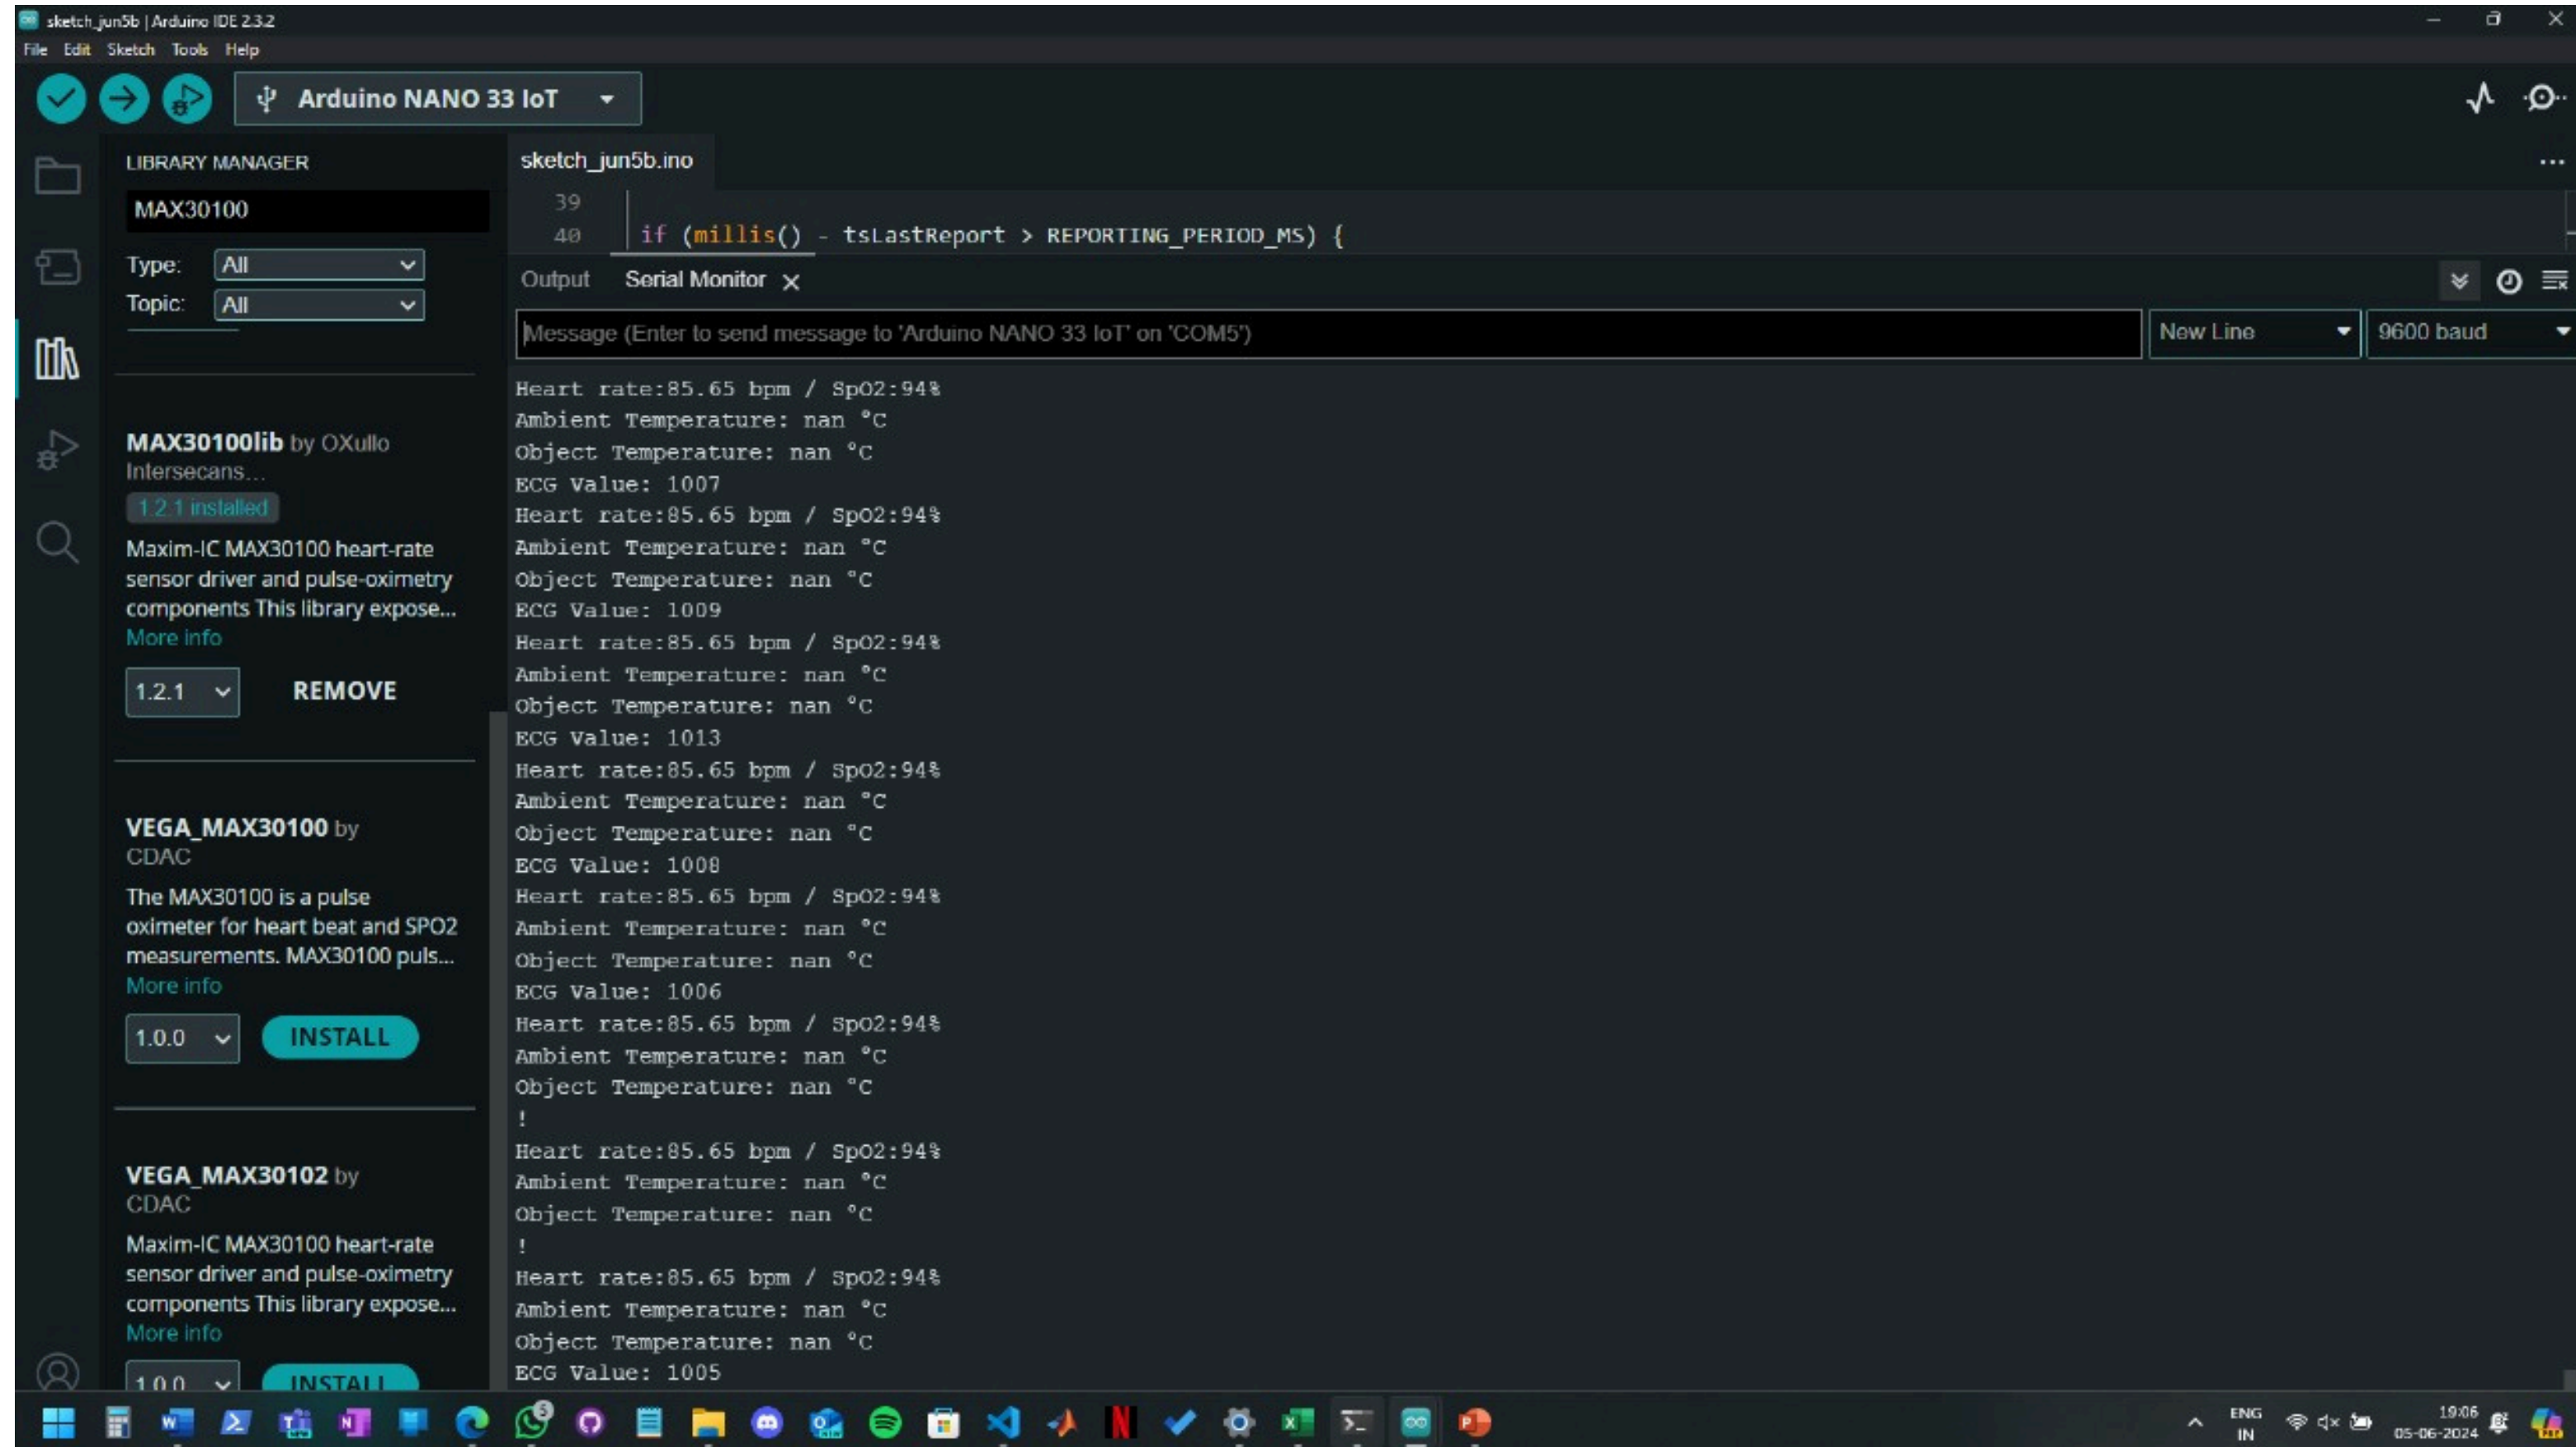 sketch_jun5b | Arduino IDE 2.3.2
File Edit Sketch Tools Help
Arduino NANO 33 IoT
LIBRARY MANAGER
MAX30100
Type: All
Topic: All
MAX30100lib by OXullo
Intersecans...
1.2.1 installed
Maxim-IC MAX30100 heart-rate
sensor driver and pulse-oximetry
components This library expose...
More info
1.2.1 REMOVE
VEGA_MAX30100 by
CDAC
The MAX30100 is a pulse
oximeter for heart beat and SPO2
measurements. MAX30100 puls...
More info
1.0.0 INSTALL
VEGA_MAX30102 by
CDAC
Maxim-IC MAX30100 heart-rate
sensor driver and pulse-oximetry
components This library expose...
More info
1.0.0 INSTALL
sketch_jun5b.ino
39
40 if (millis() - tsLastReport > REPORTING_PERIOD_MS) {
Output Serial Monitor
Message (Enter to send message to 'Arduino NANO 33 IoT' on 'COM5')
New Line 9600 baud
Heart rate:85.65 bpm / SpO2:94%
Ambient Temperature: nan °C
Object Temperature: nan °C
ECG Value: 1007
Heart rate:85.65 bpm / SpO2:94%
Ambient Temperature: nan °C
Object Temperature: nan °C
ECG Value: 1009
Heart rate:85.65 bpm / SpO2:94%
Ambient Temperature: nan °C
Object Temperature: nan °C
ECG Value: 1013
Heart rate:85.65 bpm / SpO2:94%
Ambient Temperature: nan °C
Object Temperature: nan °C
ECG Value: 1008
Heart rate:85.65 bpm / SpO2:94%
Ambient Temperature: nan °C
Object Temperature: nan °C
ECG Value: 1006
Heart rate:85.65 bpm / SpO2:94%
Ambient Temperature: nan °C
Object Temperature: nan °C
!
Heart rate:85.65 bpm / SpO2:94%
Ambient Temperature: nan °C
Object Temperature: nan °C
!
Heart rate:85.65 bpm / SpO2:94%
Ambient Temperature: nan °C
Object Temperature: nan °C
ECG Value: 1005
5
ENG
IN
19:06
05-06-2024